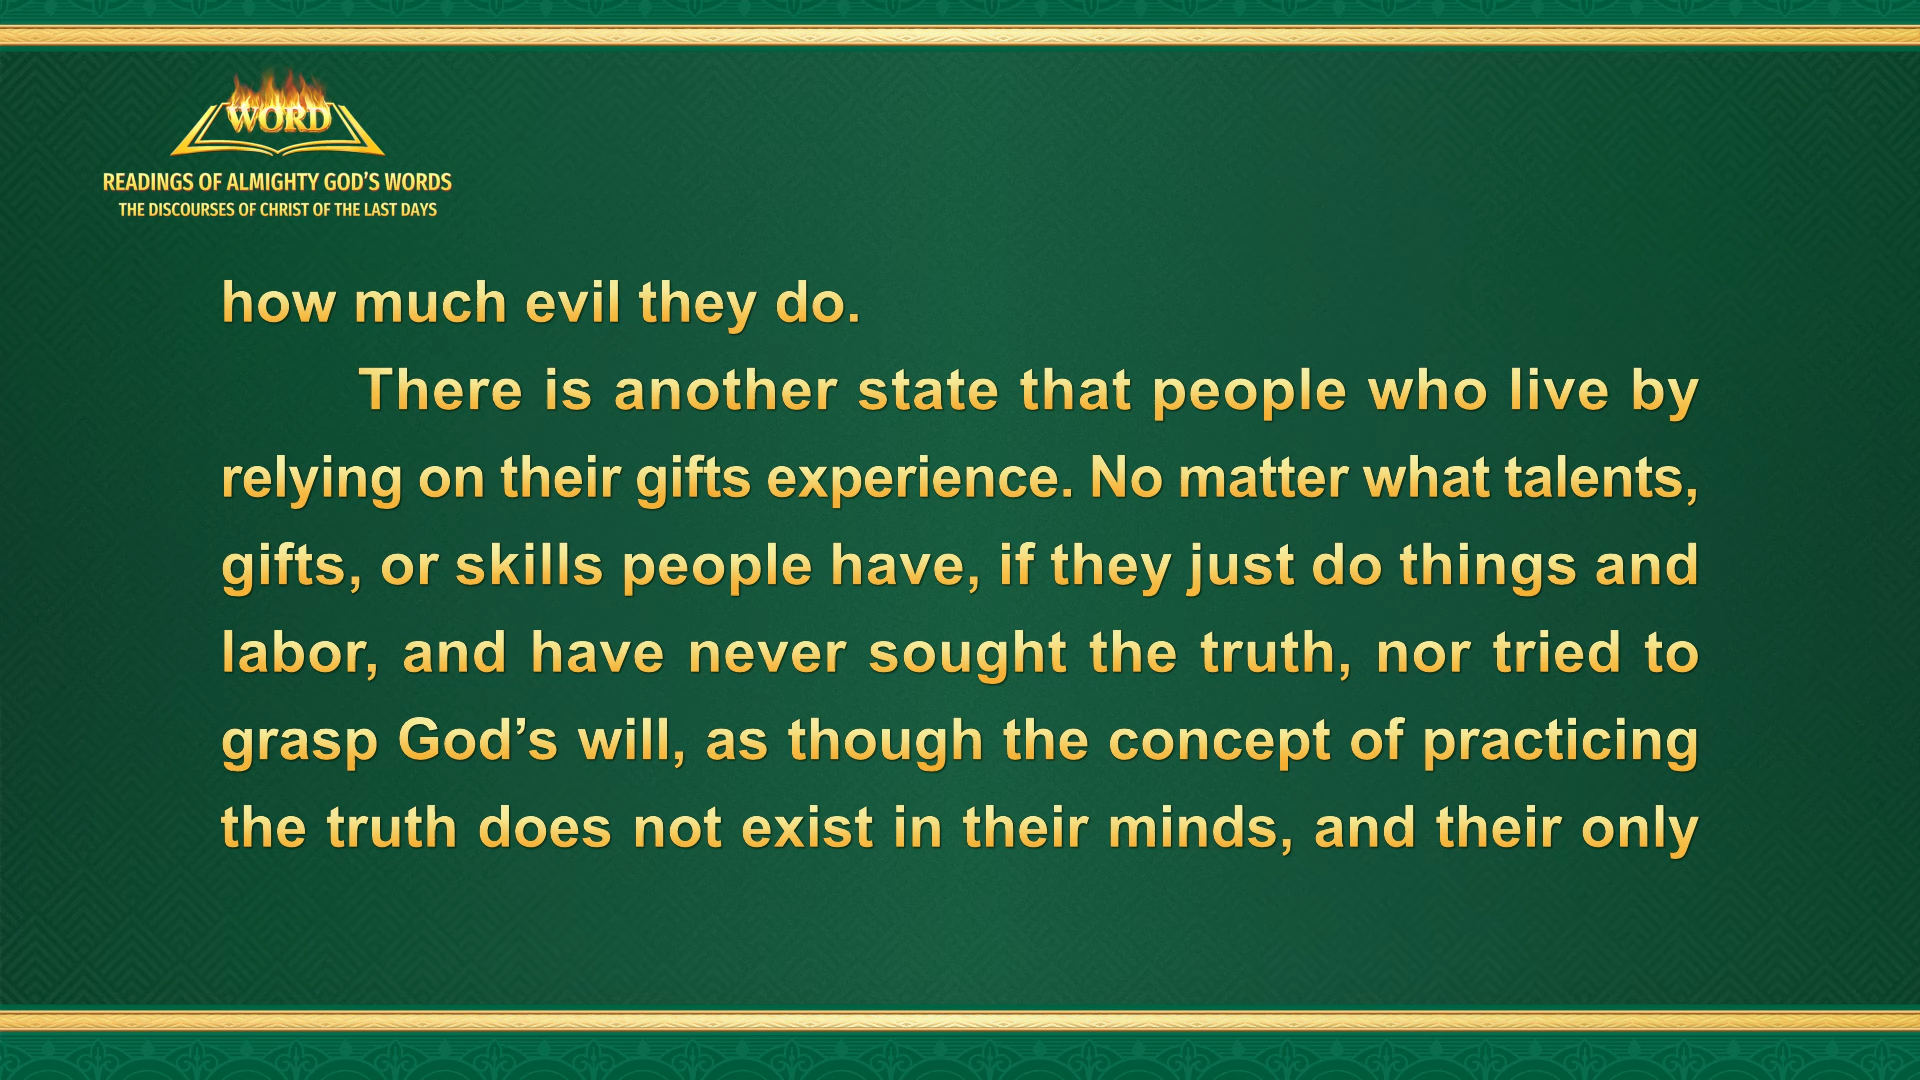 WORD
READINGS OF ALMIGHTY GOD’S WORDS
THE DISCOURSES OF CHRIST OF THE LAST DAYS
how much evil they do.
There is another state that people who live by
relying on their gifts experience. No matter what talents,
gifts, or skills people have, if they just do things and
labor, and have never sought the truth, nor tried to
grasp God’s will, as though the concept of practicing
the truth does not exist in their minds, and their only